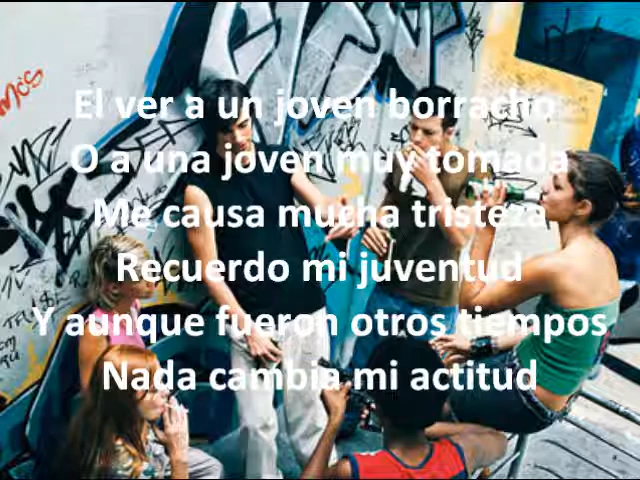 El ver a un joven borracho
O a una joven muy tomada
Me causa mucha tristeza
Recuerdo mi juventud
Y aunque fueron otros tiempos
Nada cambia mi actitud